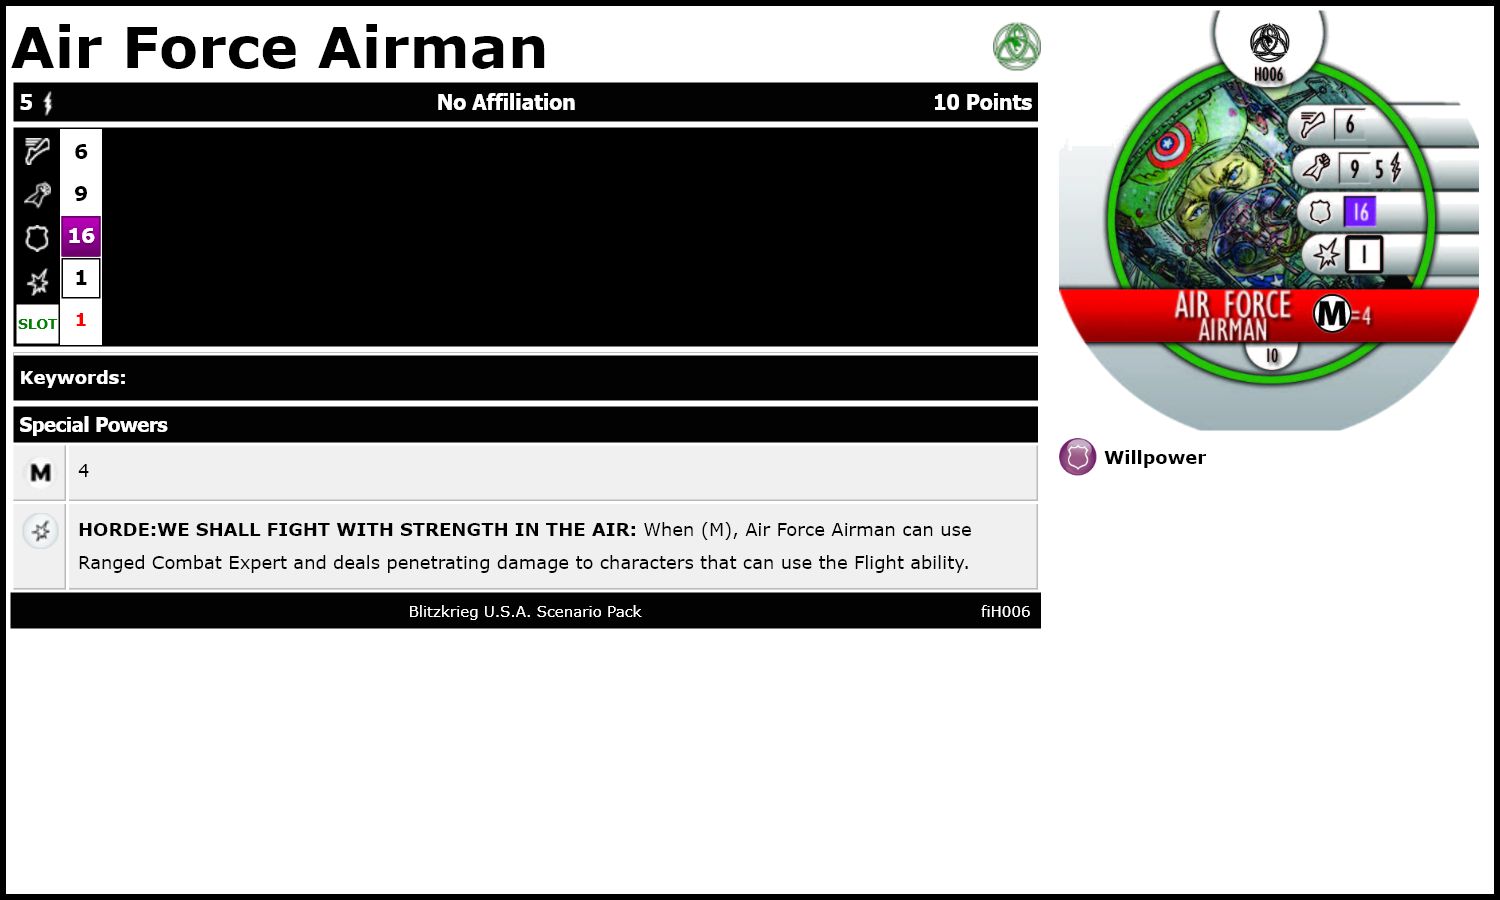 Air Force Airman
5 No Affiliation 10 Points
6
9
16
1
SLOT 1
Keywords:
Special Powers
M 4
HORDE:WE SHALL FIGHT WITH STRENGTH IN THE AIR: When (M), Air Force Airman can use
Ranged Combat Expert and deals penetrating damage to characters that can use the Flight ability.
Blitzkrieg U.S.A. Scenario Pack fiH006
H006
6
9 5
16
1
AIR FORCE
AIRMAN
M=4
10
Willpower